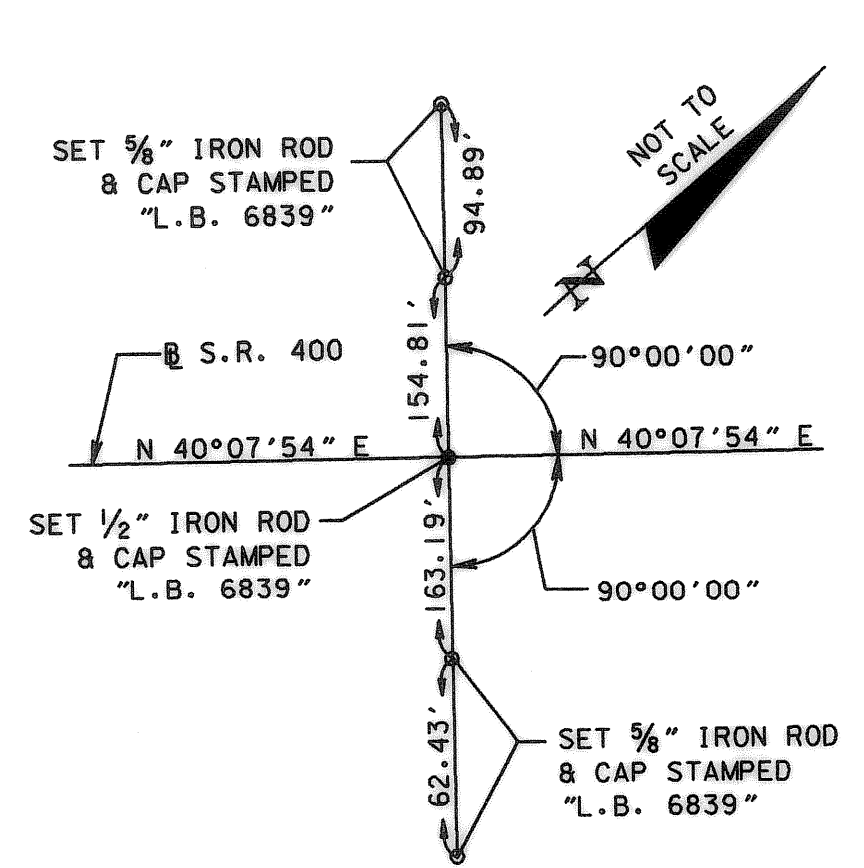 SET 5/8" IRON ROD
& CAP STAMPED
"L.B. 6839"
NOT TO
SCALE
N
94.89'
154.81'
℄ S.R. 400
90°00'00"
N 40°07'54" E
N 40°07'54" E
SET 1/2" IRON ROD
& CAP STAMPED
"L.B. 6839"
163.19'
90°00'00"
62.43'
SET 5/8" IRON ROD
& CAP STAMPED
"L.B. 6839"